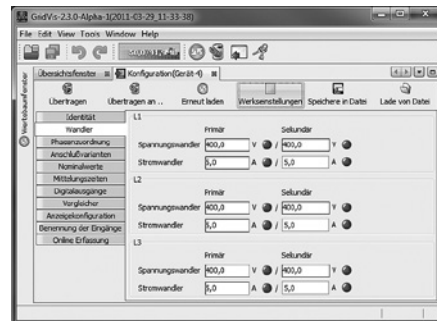 GridVis-2.3.0-Alpha-1(2011-03-29_11-33-38)
File Edit View Tools Window Help
Übersichtsfenster Konfiguration(Gerät-4)
Übertragen Übertragen an .. Erneut laden Werkseinstellungen Speichere in Datei Lade von Datei
Wertebaumfenster
Identität
Wandler
Phasenzuordnung
Anschlußvarianten
Nominalwerte
Mittelungszeiten
Digitalausgänge
Vergleicher
Anzeigekonfiguration
Benennung der Eingänge
Online Erfassung
L1
Primär Sekundär
Spannungswandler 400,0 V / 400,0 V
Stromwandler 5,0 A / 5,0 A
L2
Primär Sekundär
Spannungswandler 400,0 V / 400,0 V
Stromwandler 5,0 A / 5,0 A
L3
Primär Sekundär
Spannungswandler 400,0 V / 400,0 V
Stromwandler 5,0 A / 5,0 A